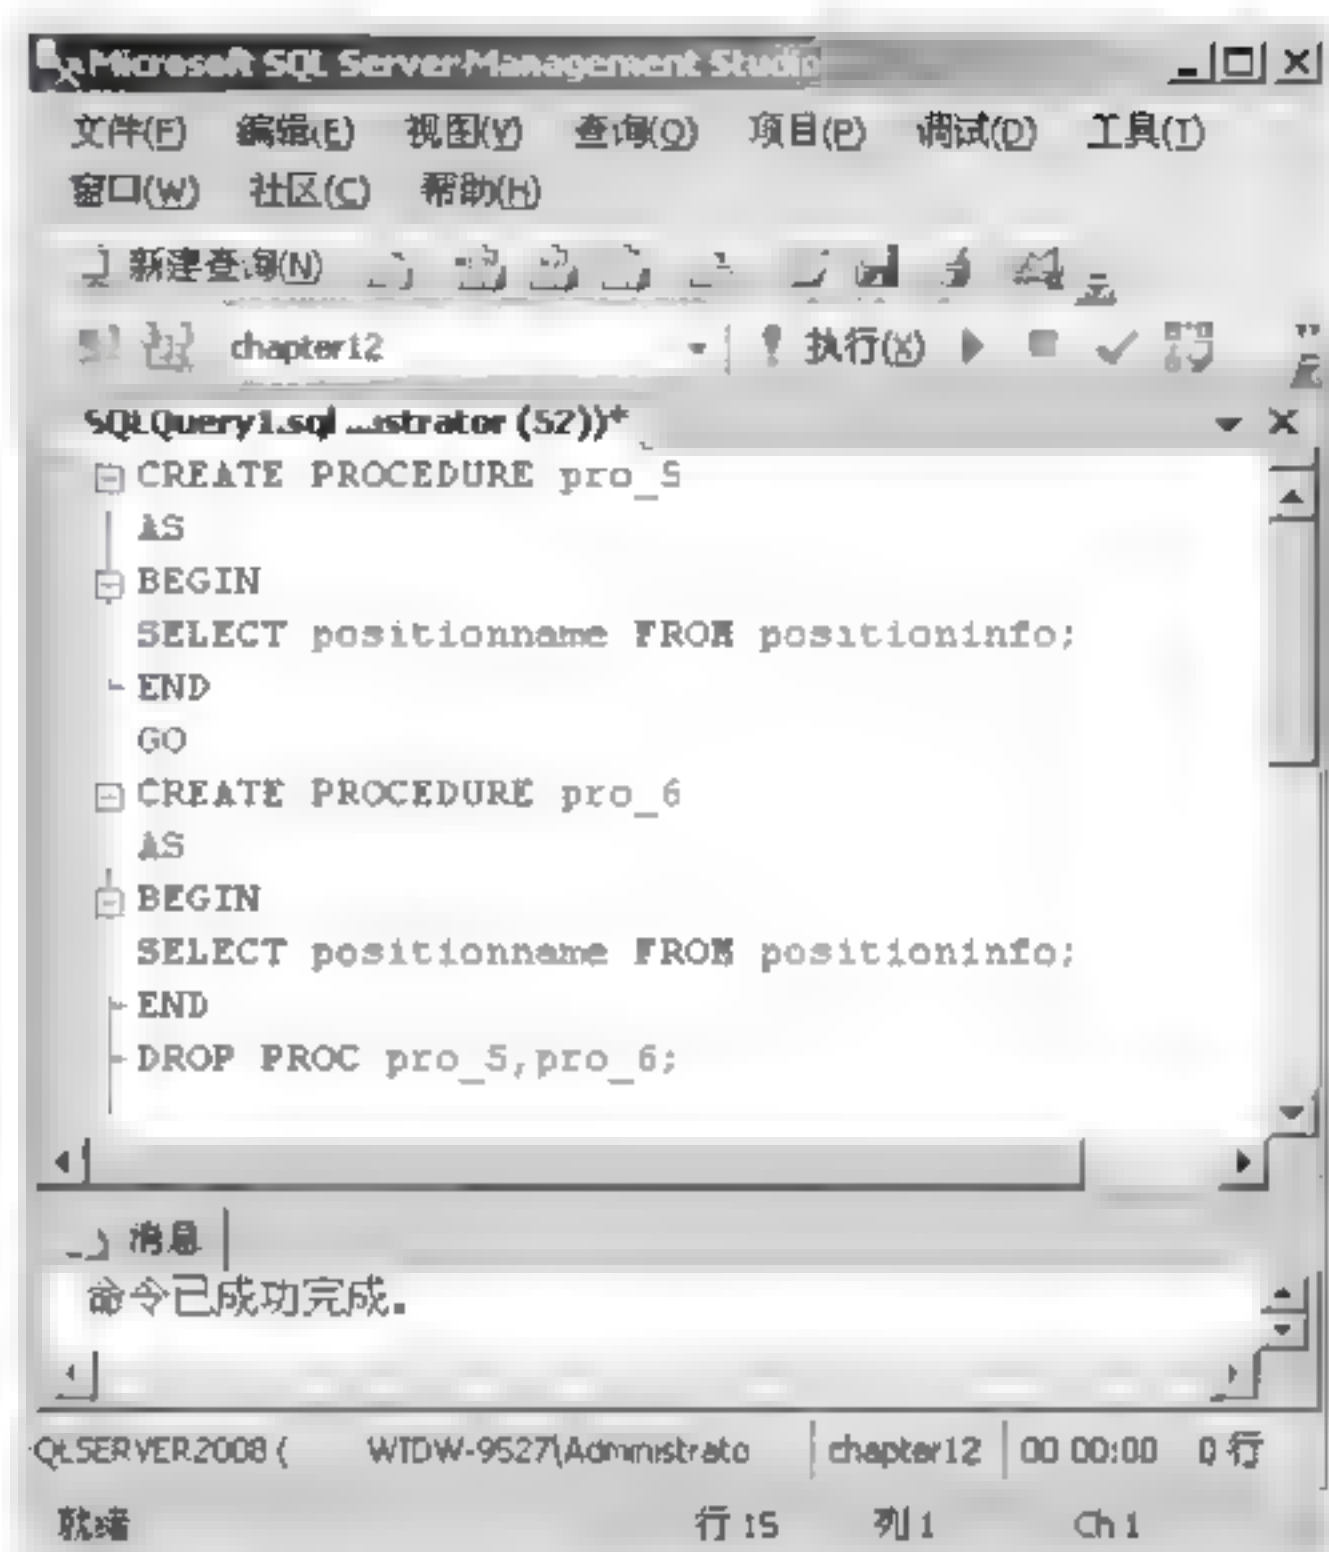 Microsoft SQL Server Management Studio
文件(F) 编辑(E) 视图(V) 查询(Q) 项目(P) 调试(D) 工具(T)
窗口(W) 社区(C) 帮助(H)
新建查询(N)
chapter12 执行(X)
SQLQuery1.sql ...istrator (52))*
CREATE PROCEDURE pro_5
AS
BEGIN
SELECT positionname FROM positioninfo;
END
GO
CREATE PROCEDURE pro_6
AS
BEGIN
SELECT positionname FROM positioninfo;
END
DROP PROC pro_5,pro_6;
消息
命令已成功完成。
QLSERVER2008 ( WIDW-9527\Administrato chapter12 00:00:00 0 行
就绪 行 15 列 1 Ch 1